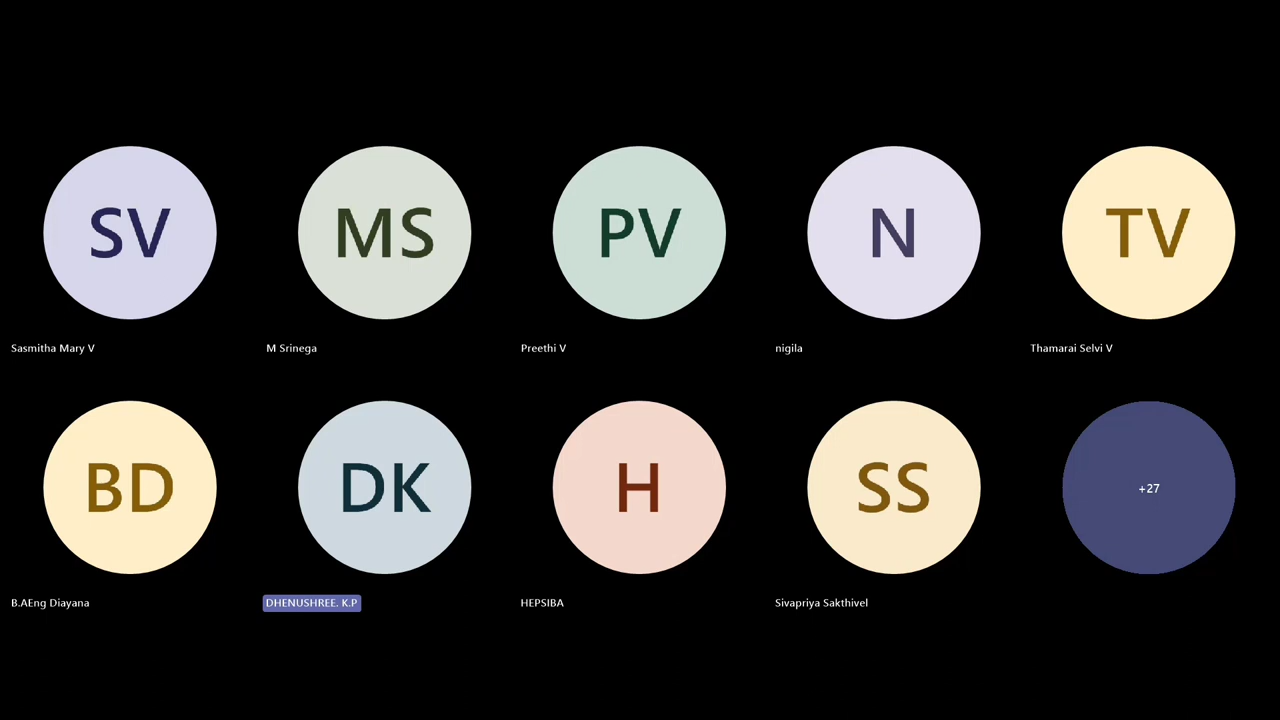 SV
MS
PV
N
TV
Sasmitha Mary V
M Srinega
Preethi V
nigila
Thamarai Selvi V
BD
DK
H
SS
+27
B.AEng Diayana
DHENUSHREE. K.P
HEPSIBA
Sivapriya Sakthivel